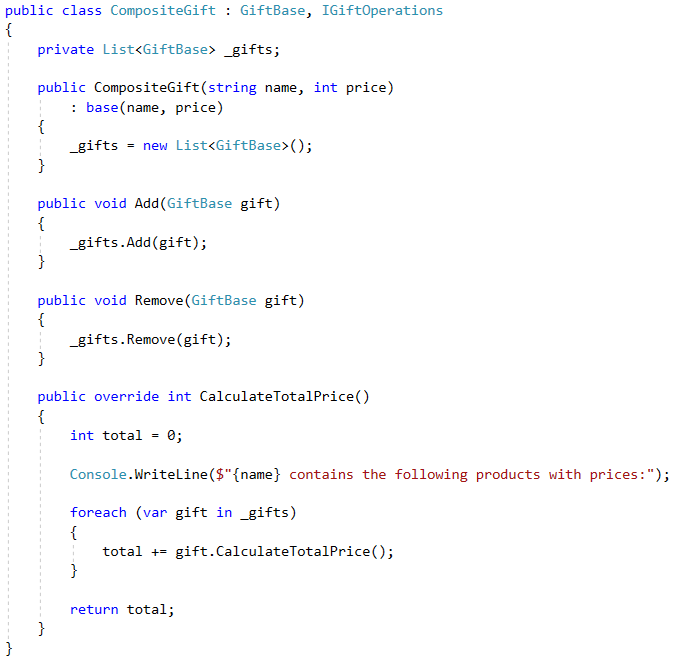 public class CompositeGift : GiftBase, IGiftOperations
{
    private List<GiftBase> _gifts;

    public CompositeGift(string name, int price)
        : base(name, price)
    {
        _gifts = new List<GiftBase>();
    }

    public void Add(GiftBase gift)
    {
        _gifts.Add(gift);
    }

    public void Remove(GiftBase gift)
    {
        _gifts.Remove(gift);
    }

    public override int CalculateTotalPrice()
    {
        int total = 0;

        Console.WriteLine($"{name} contains the following products with prices:");

        foreach (var gift in _gifts)
        {
            total += gift.CalculateTotalPrice();
        }

        return total;
    }
}